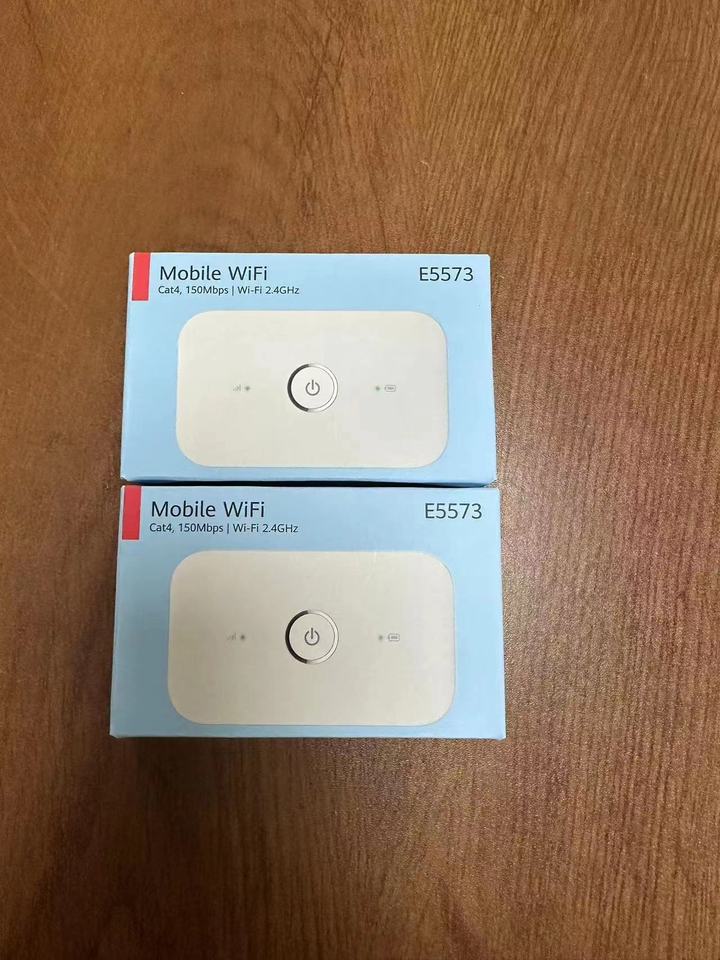 Mobile WiFi
E5573
Cat4, 150Mbps | Wi-Fi 2.4GHz
Mobile WiFi
E5573
Cat4, 150Mbps | Wi-Fi 2.4GHz